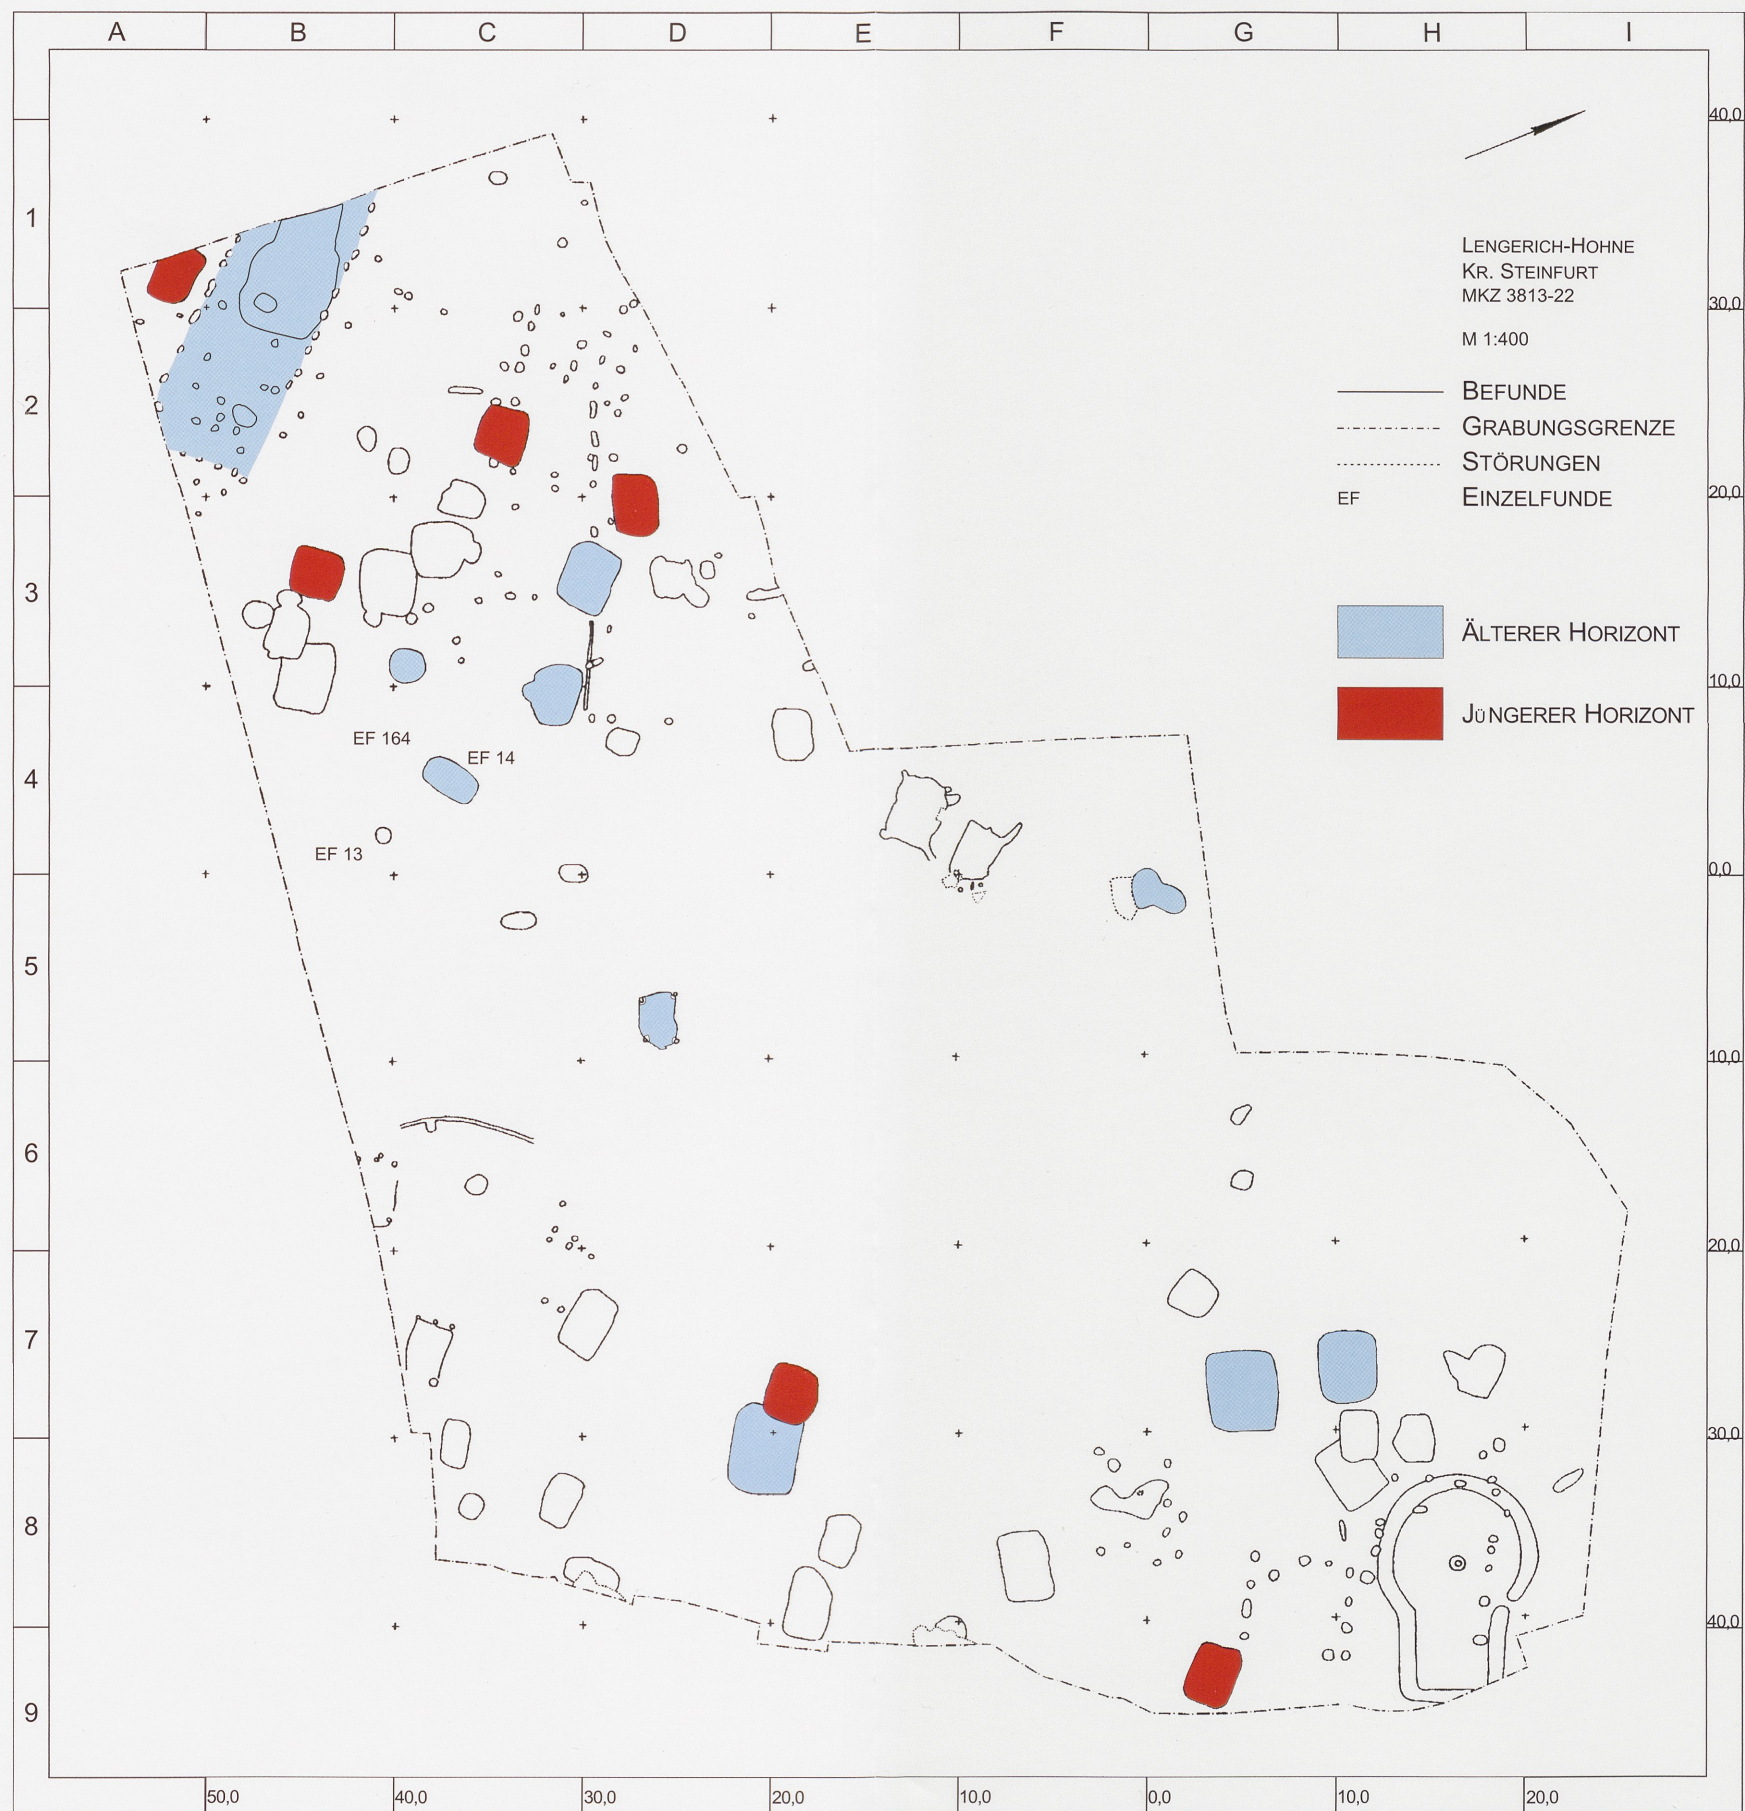 A B C D E F G H I
40,0
1
LENGERICH-HOHNE
KR. STEINFURT
MKZ 3813-22
30,0
M 1:400
BEFUNDE
2
GRABUNGSGRENZE
STÖRUNGEN
EF EINZELFUNDE
20,0
3
ÄLTERER HORIZONT
10,0
JÜNGERER HORIZONT
EF 164
EF 14
4
EF 13
0,0
5
10,0
6
20,0
7
30,0
8
40,0
9
50,0 40,0 30,0 20,0 10,0 0,0 10,0 20,0